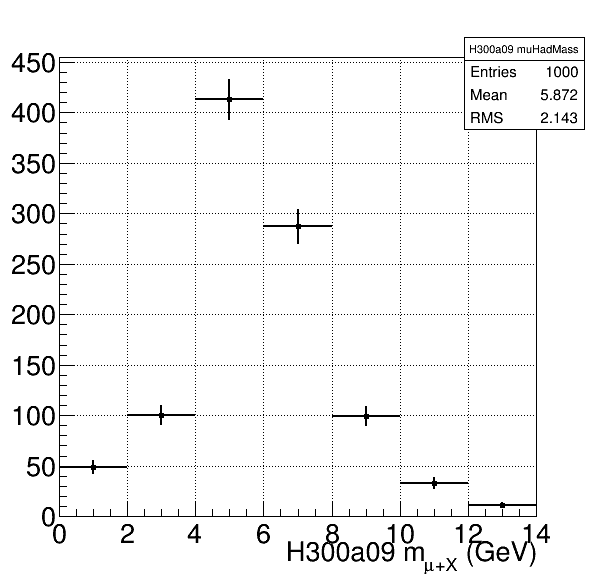 H300a09 muHadMass
Entries 1000
Mean 5.872
RMS 2.143
450
400
350
300
250
200
150
100
50
0
0 2 4 6 8 10 12 14
H300a09 mμ+X (GeV)